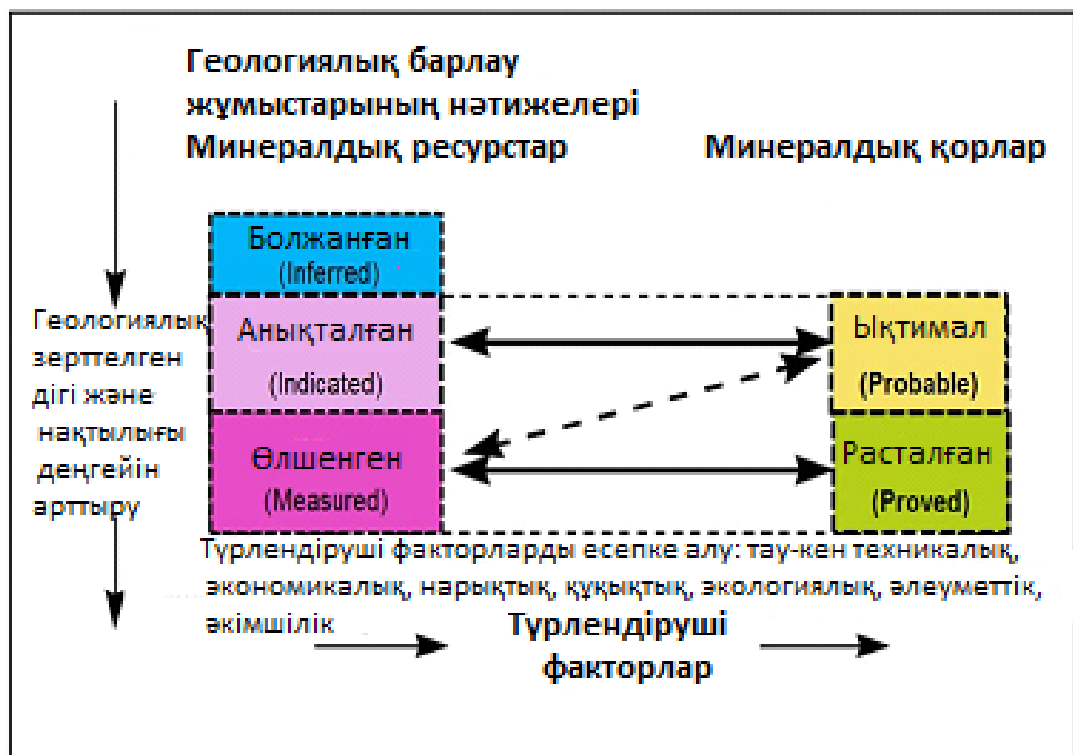 Геологиялық барлау
жұмыстарының нәтижелері
Минералдық ресурстар
Минералдық қорлар
Болжанған
(Inferred)
Анықталған
(Indicated)
Өлшенген
(Measured)
Ықтимал
(Probable)
Расталған
(Proved)
Геологиялық
зерттелген
дігі және
нақтылығы
деңгейін
арттыру
Түрлендіруші факторларды есепке алу: тау-кен техникалық,
экономикалық, нарықтық, құқықтық, экологиялық, әлеуметтік,
әкімшілік
Түрлендіруші
факторлар